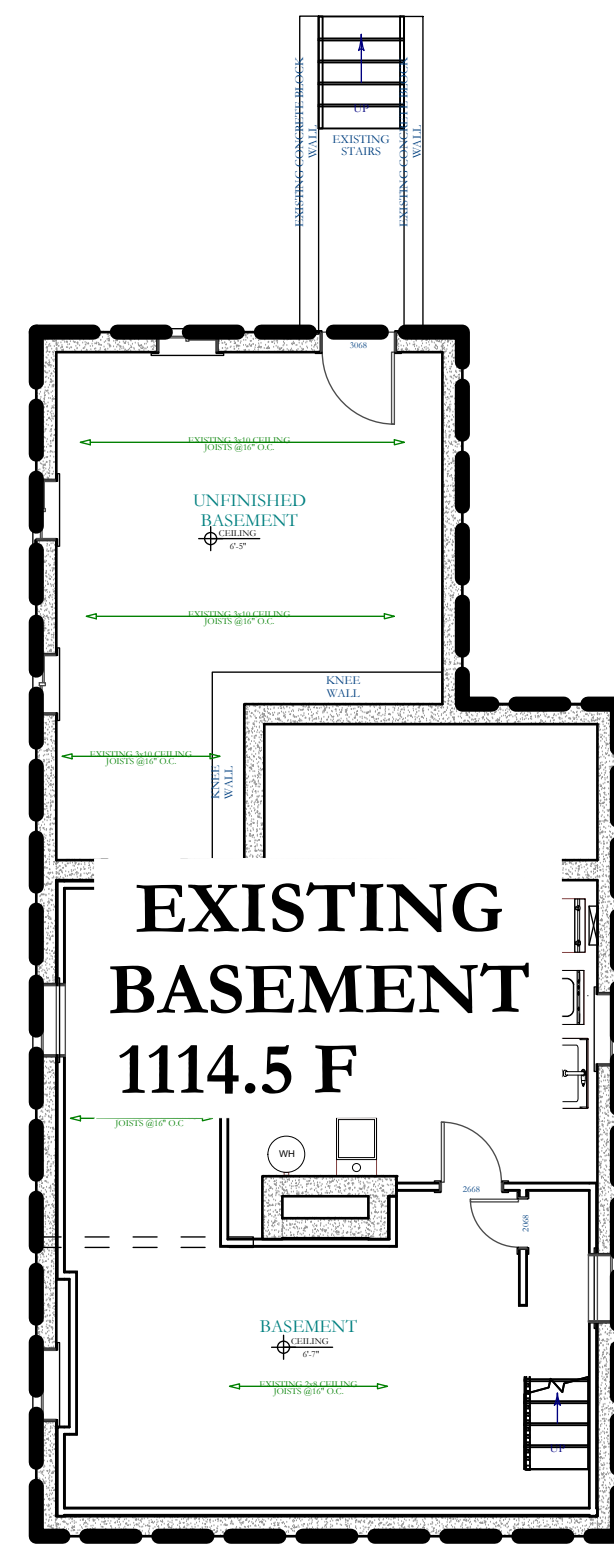 EXISTING CONCRETE BLOCK
WALL
EXISTING CONCRETE BLOCK
WALL
UP
EXISTING
STAIRS
3068
EXISTING 3x10 CEILING
JOISTS @16" O.C.
UNFINISHED
BASEMENT
CEILING
6'-5"
EXISTING 3x10 CEILING
JOISTS @16" O.C.
KNEE
WALL
EXISTING 3x10 CEILING
JOISTS @16" O.C.
KNEE
WALL
EXISTING
BASEMENT
1114.5 F
JOISTS @16" O.C
WH
2668
2068
BASEMENT
CEILING
6'-7"
EXISTING 2x8 CEILING
JOISTS @16" O.C.
UP